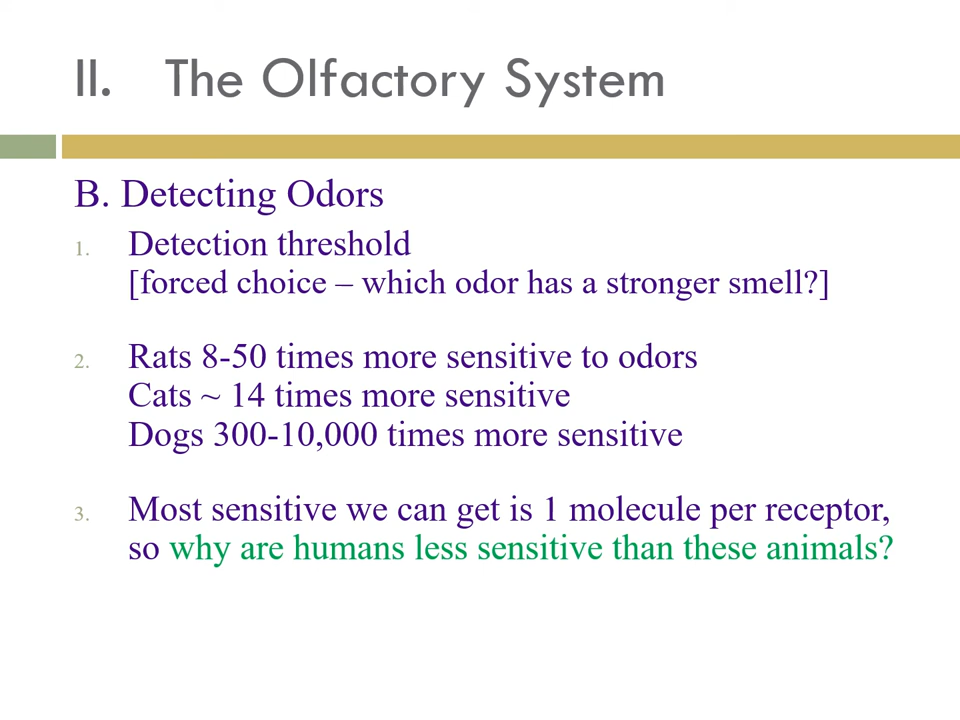 II. The Olfactory System
B. Detecting Odors
1. Detection threshold
[forced choice – which odor has a stronger smell?]
2. Rats 8-50 times more sensitive to odors
Cats ~ 14 times more sensitive
Dogs 300-10,000 times more sensitive
3. Most sensitive we can get is 1 molecule per receptor,
so why are humans less sensitive than these animals?